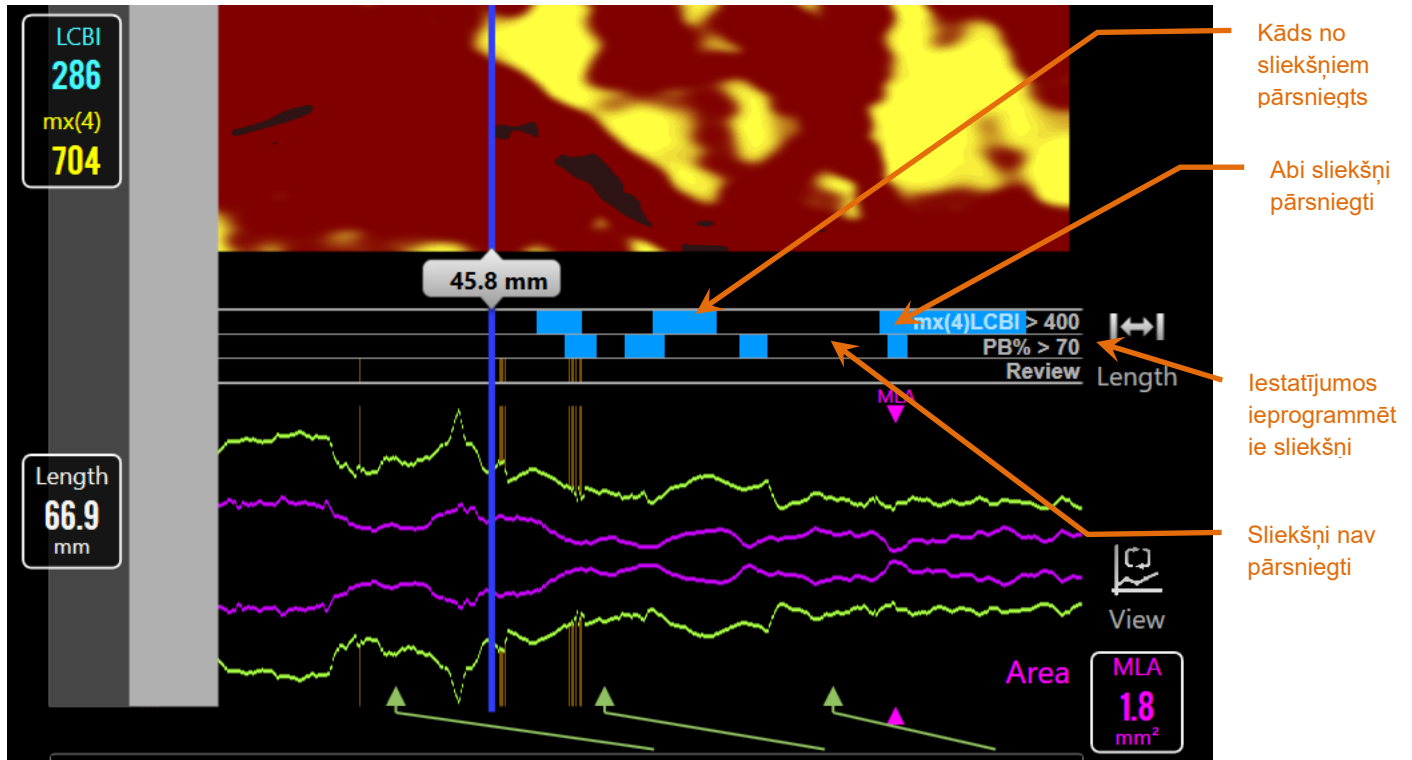 LCBI
286
mx(4)
704
45.8 mm
mx(4)LCBI > 400
PB% > 70
Review
Length
MLA
Length
66.9
mm
View
Area
MLA
1.8
mm²
Kāds no
sliekšņiem
pārsniegts
Abi sliekšņi
pārsniegti
Iestatījumos
ieprogrammēt
ie sliekšņi
Sliekšņi nav
pārsniegti